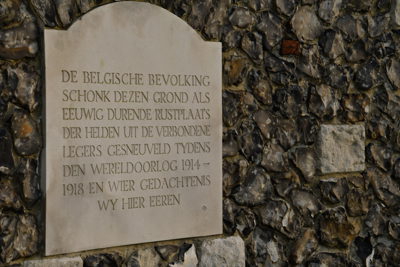 DE BELGISCHE BEVOLKING
SCHONK DEZEN GROND ALS
EEUWIG DURENDE RUSTPLAATS
DER HELDEN UIT DE VERBONDENE
LEGERS GESNEUVELD TYDENS
DEN WERELDOORLOG 1914 –
1918 EN WIER GEDACHTENIS
WY HIER EEREN